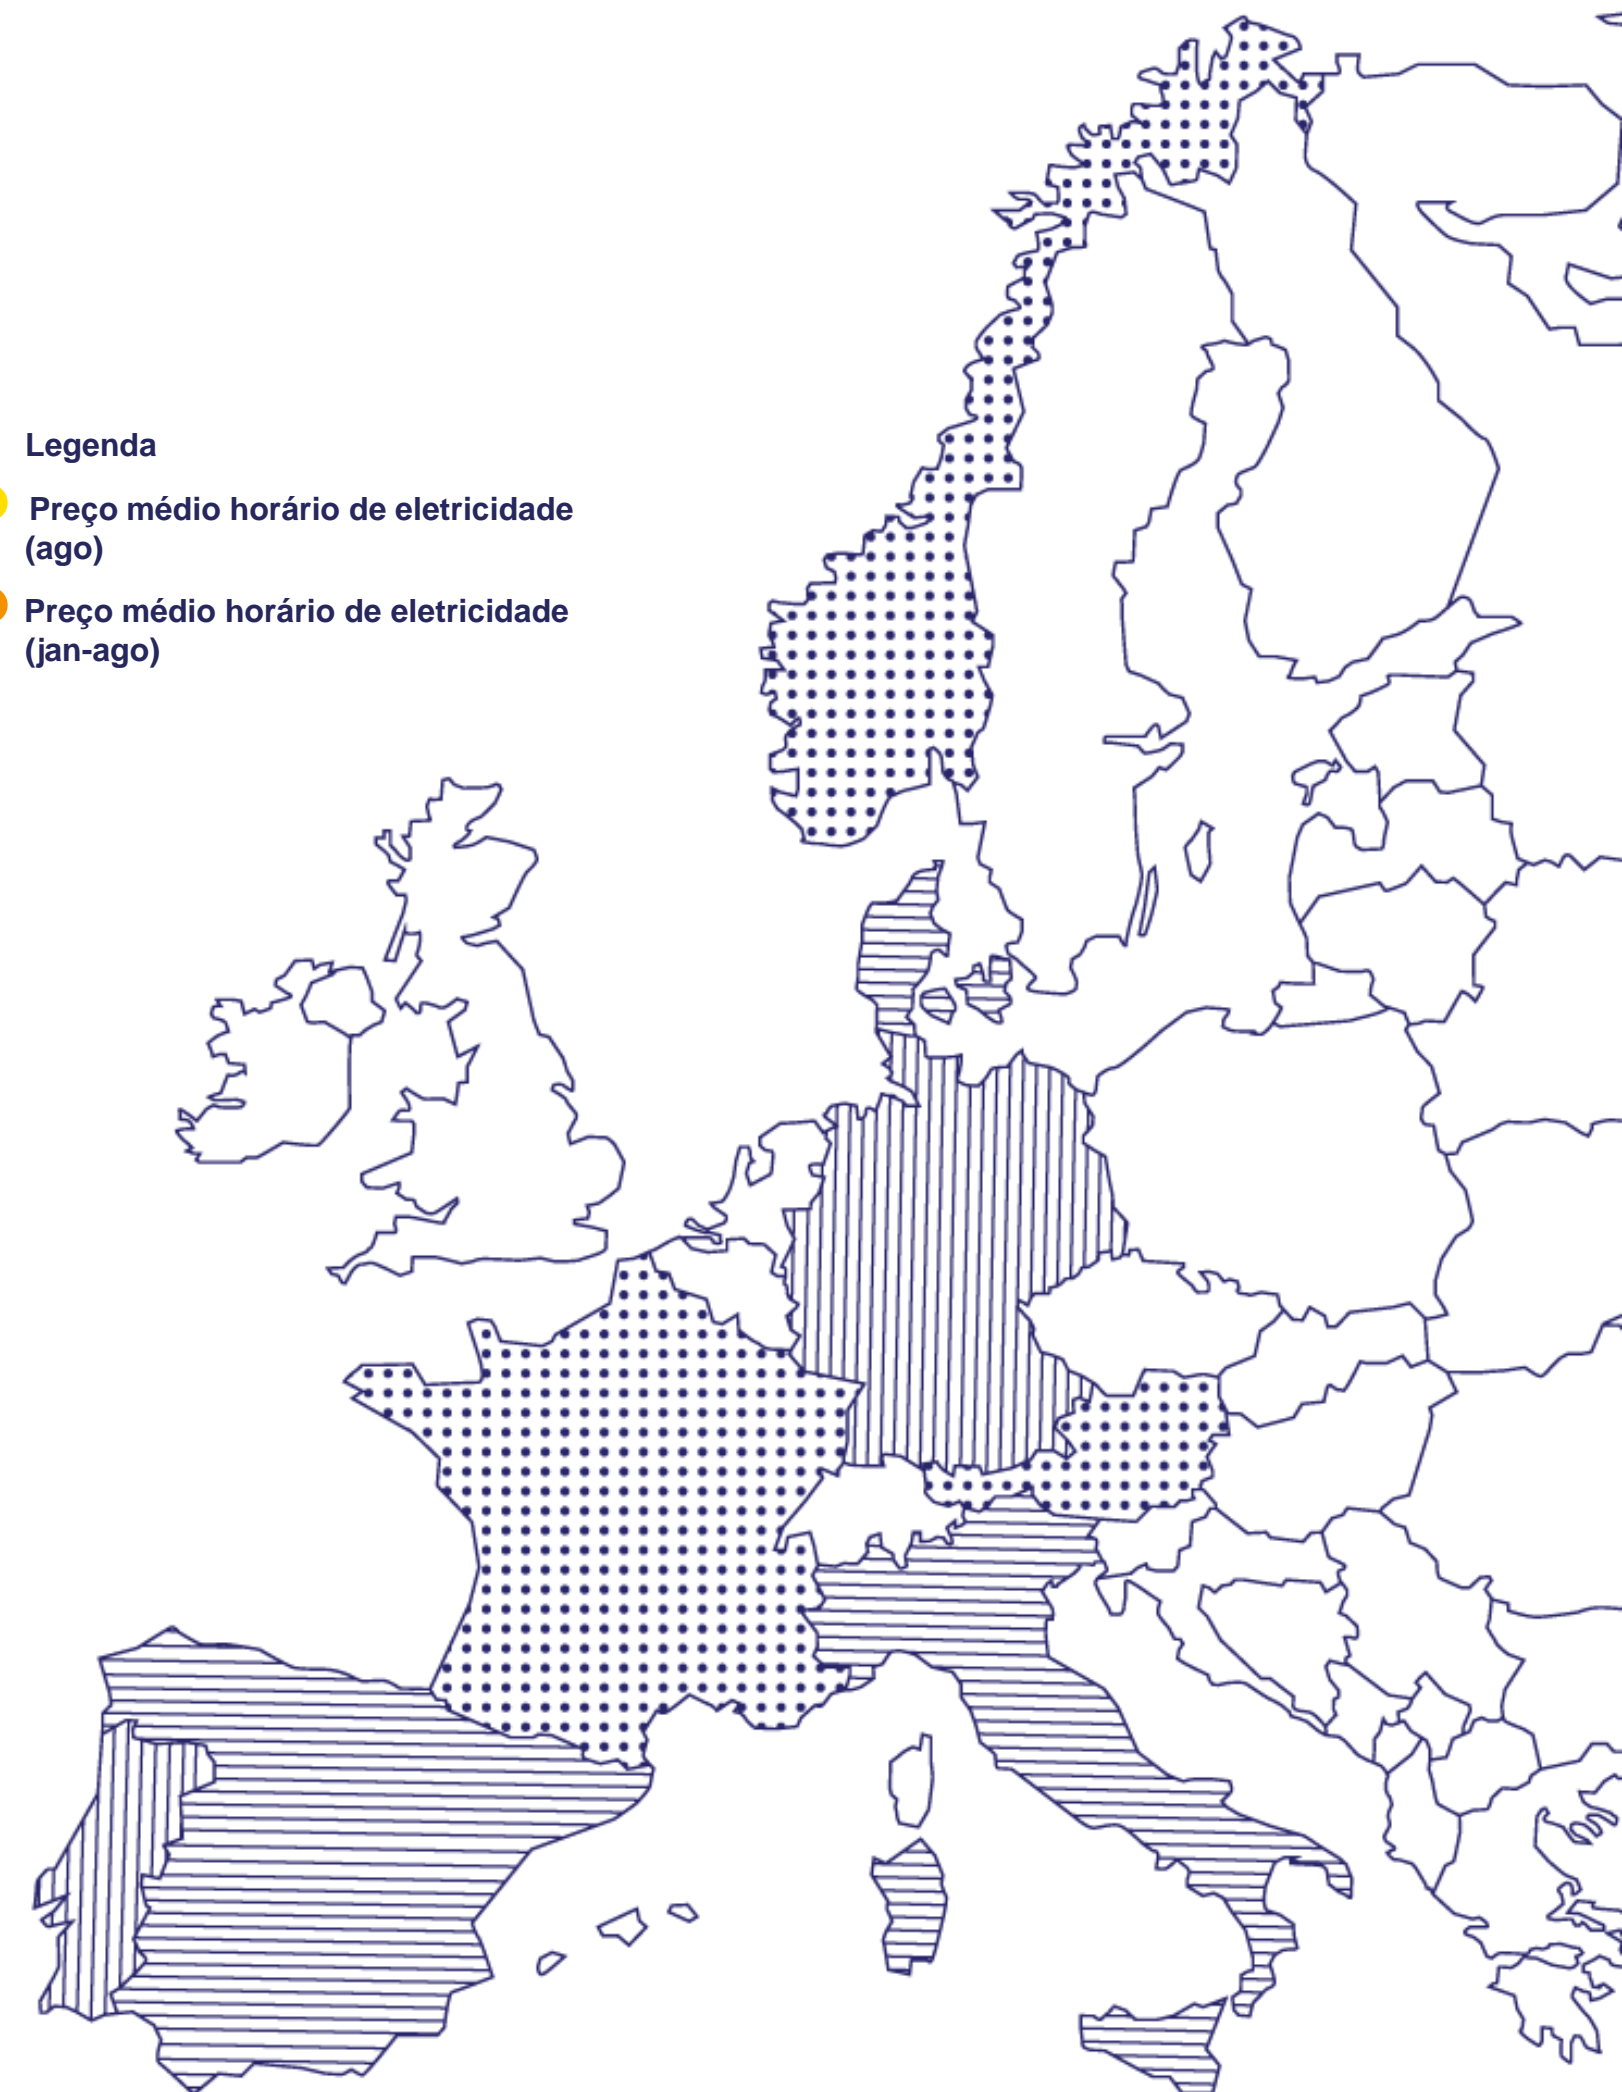 Legenda
Preço médio horário de eletricidade
(ago)
Preço médio horário de eletricidade
(jan-ago)